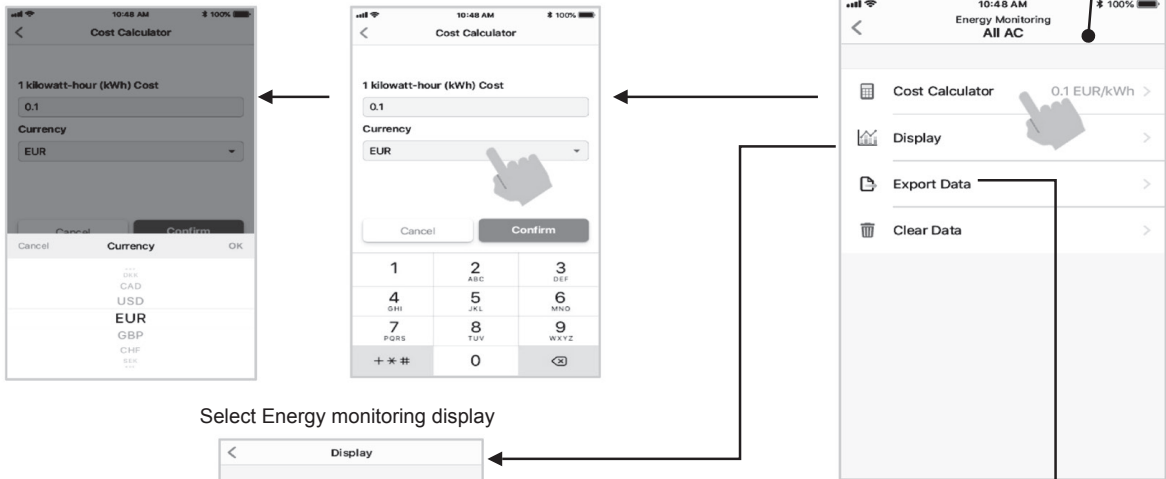 10:48 AM
100%
Cost Calculator
1 kilowatt-hour (kWh) Cost
0.1
Currency
EUR
Cancel
Confirm
Cancel Currency OK
DKK
CAD
USD
EUR
GBP
CHF
SEK
10:48 AM
100%
Cost Calculator
1 kilowatt-hour (kWh) Cost
0.1
Currency
EUR
Cancel
Confirm
1 2 3
ABC DEF
4 5 6
GHI JKL MNO
7 8 9
PQRS TUV WXYZ
+*# 0
10:48 AM
100%
Energy Monitoring
All AC
Cost Calculator 0.1 EUR/kWh
Display
Export Data
Clear Data
Select Energy monitoring display
Display